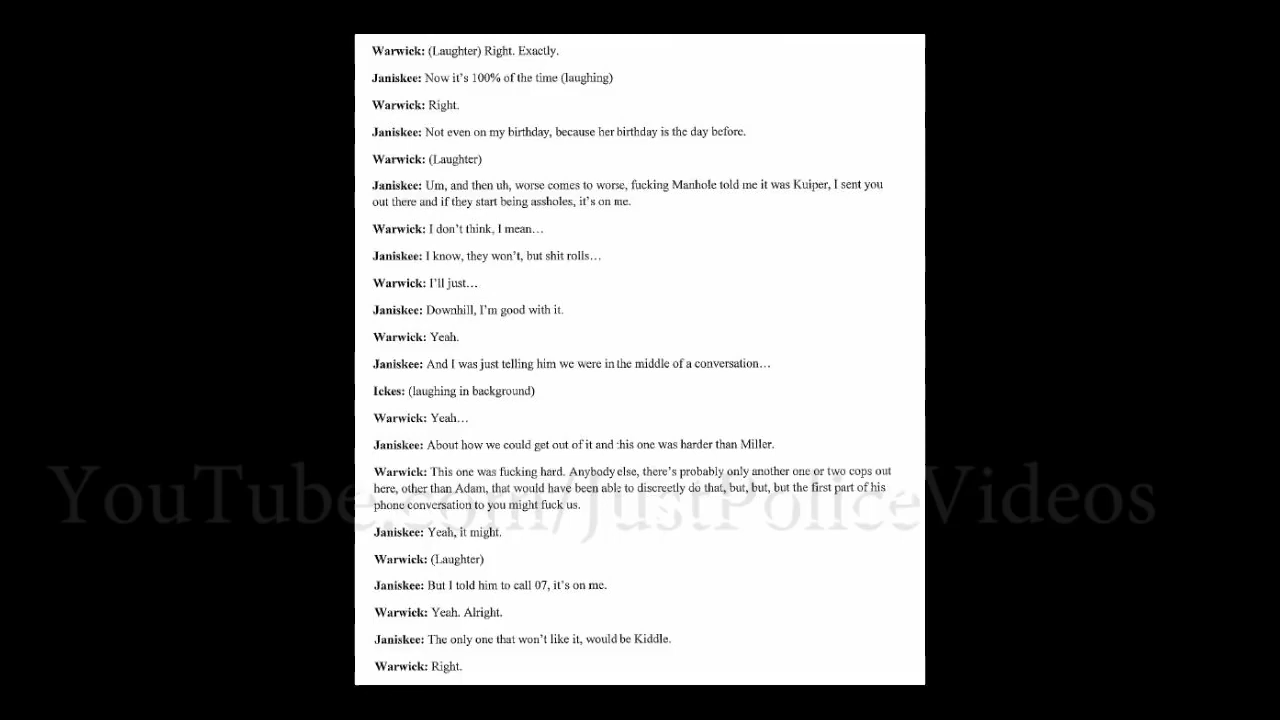 Warwick: (Laughter) Right. Exactly.
Janiskee: Now it's 100% of the time (laughing)
Warwick: Right.
Janiskee: Not even on my birthday, because her birthday is the day before.
Warwick: (Laughter)
Janiskee: Um, and then uh, worse comes to worse, fucking Manhole told me it was Kuiper, I sent you
out there and if they start being assholes, it's on me.
Warwick: I don't think, I mean…
Janiskee: I know, they won't, but shit rolls…
Warwick: I'll just…
Janiskee: Downhill, I'm good with it.
Warwick: Yeah.
Janiskee: And I was just telling him we were in the middle of a conversation…
Ickes: (laughing in background)
Warwick: Yeah…
Janiskee: About how we could get out of it and this one was harder than Miller.
Warwick: This one was fucking hard. Anybody else, there's probably only another one or two cops out
here, other than Adam, that would have been able to discreetly do that, but, but, but the first part of his
phone conversation to you might fuck us.
YouTube.com/JustPoliceVideos
Janiskee: Yeah, it might.
Warwick: (Laughter)
Janiskee: But I told him to call 07, it's on me.
Warwick: Yeah. Alright.
Janiskee: The only one that won't like it, would be Kiddle.
Warwick: Right.